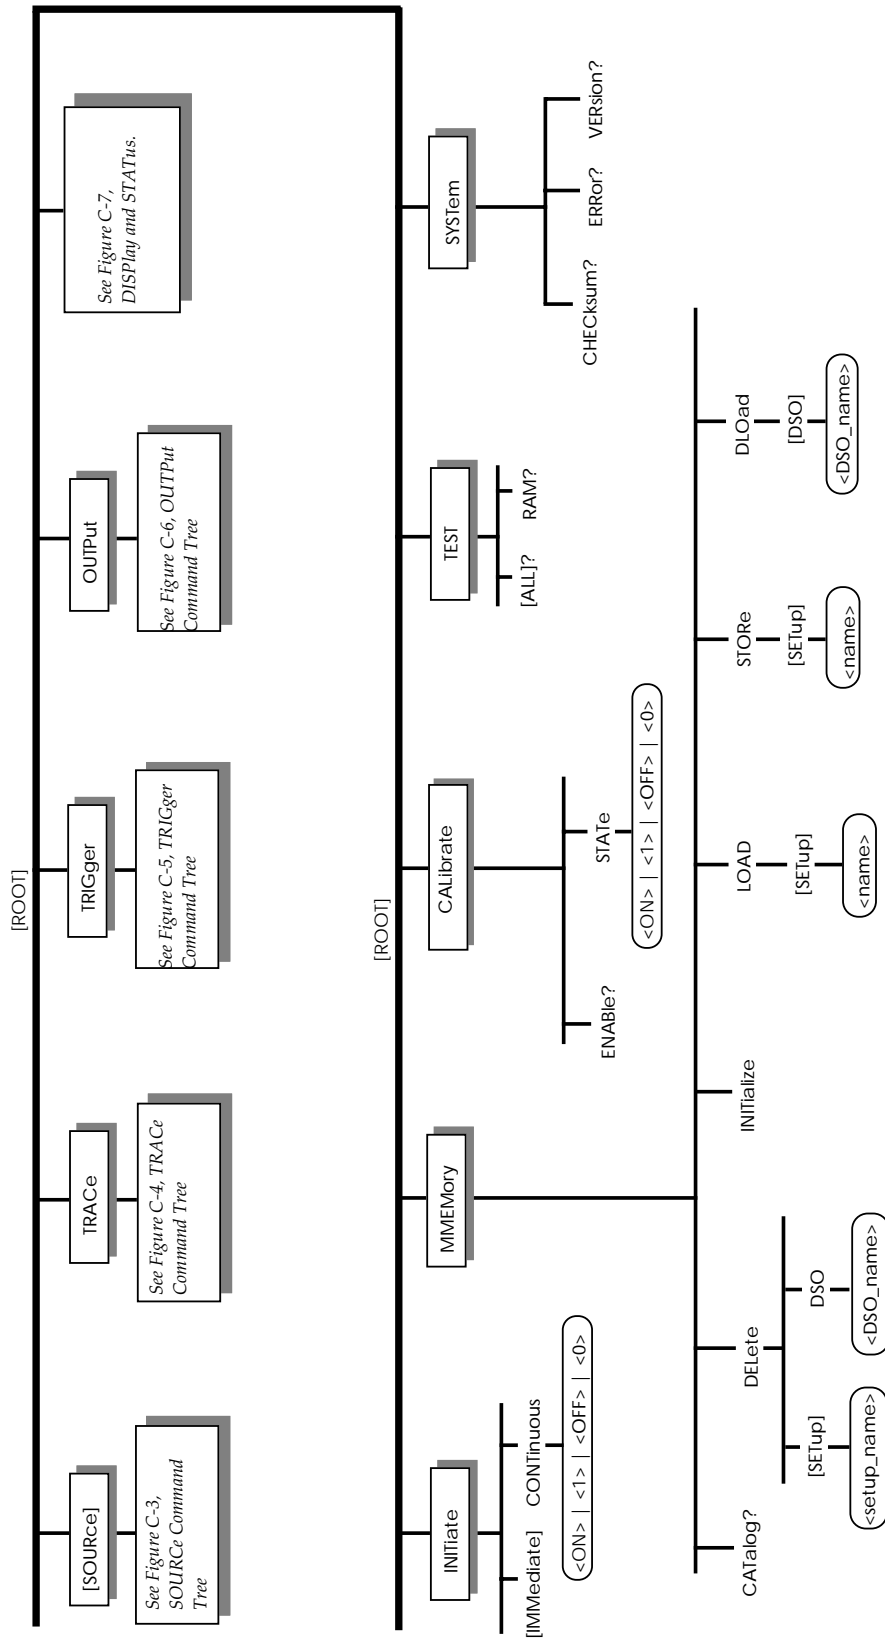 [ROOT]
[SOURce]
See Figure C-3,
SOURCe Command
Tree
TRACe
See Figure C-4, TRACe
Command Tree
TRIGger
See Figure C-5, TRIGger
Command Tree
OUTPut
See Figure C-6, OUTPut
Command Tree
See Figure C-7,
DISPlay and STATus.
[ROOT]
INITiate
[IMMediate]
CONTinuous
<ON> | <1> | <OFF> | <0>
MMEMory
CATalog?
DELete
[SETup]
<setup_name>
DSO
<DSO_name>
INITialize
LOAD
[SETup]
<name>
STORe
[SETup]
<name>
DLOad
[DSO]
<DSO_name>
CALibrate
ENABle?
STATe
<ON> | <1> | <OFF> | <0>
TEST
[ALL]?
RAM?
SYSTem
CHECksum?
ERRor?
VERsion?